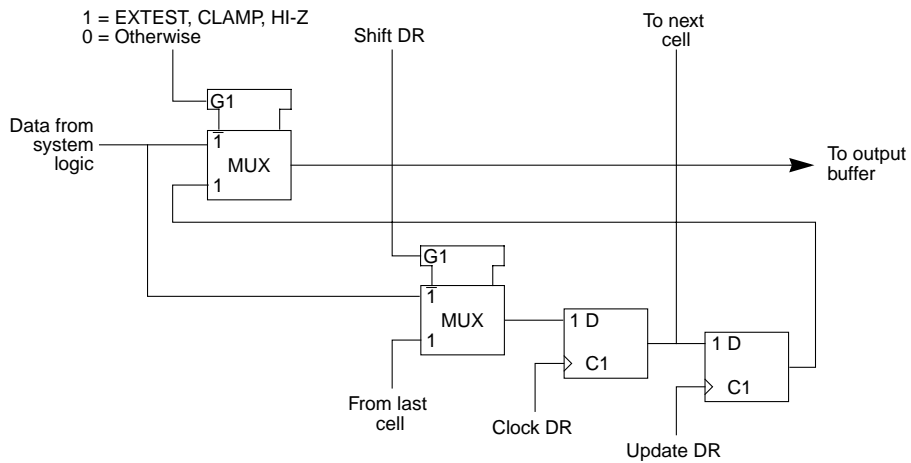 1 = EXTEST, CLAMP, HI-Z
0 = Otherwise
Shift DR
To next
cell
G1
Data from
system
logic
1̅
MUX
1
To output
buffer
G1
1̅
MUX
1
1 D
C1
1 D
C1
From last
cell
Clock DR
Update DR